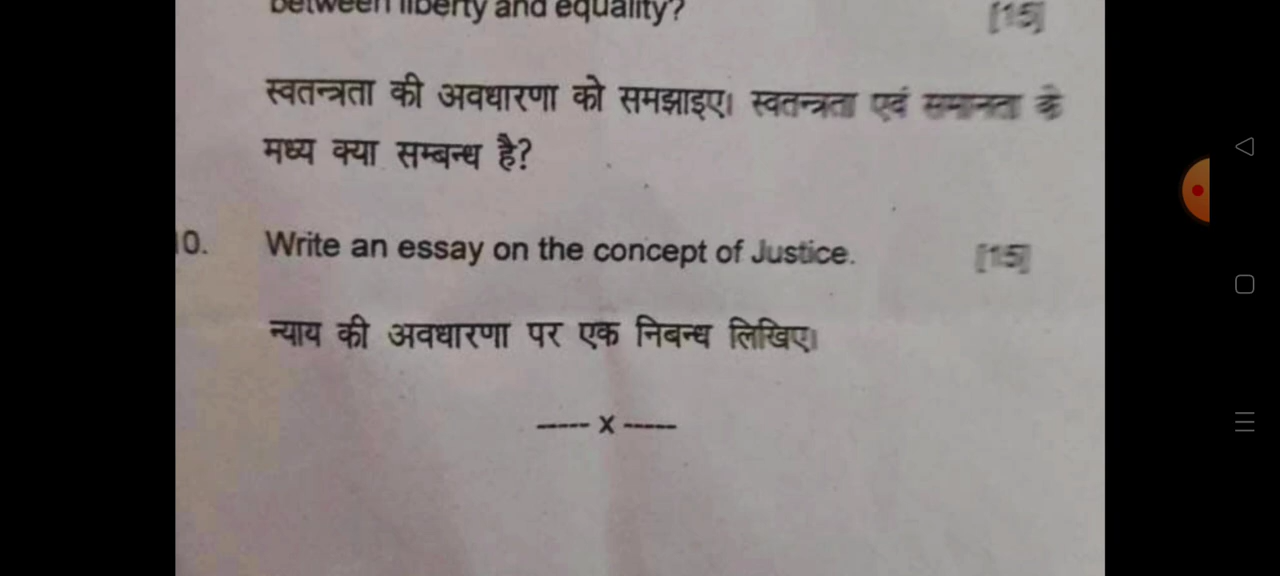 between liberty and equality? [15]
स्वतन्त्रता की अवधारणा को समझाइए। स्वतन्त्रता एवं समानता के
मध्य क्या सम्बन्ध है?
10. Write an essay on the concept of Justice. [15]
न्याय की अवधारणा पर एक निबन्ध लिखिए।
----- x -----